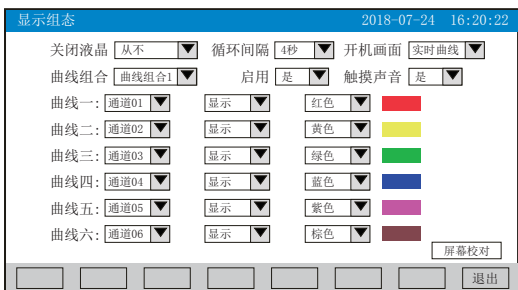 显示组态 2018-07-24 16:20:22
关闭液晶 从不 循环间隔 4秒 开机画面 实时曲线
曲线组合 曲线组合1 启用 是 触摸声音 是
曲线一: 通道01 显示 红色
曲线二: 通道02 显示 黄色
曲线三: 通道03 显示 绿色
曲线四: 通道04 显示 蓝色
曲线五: 通道05 显示 紫色
曲线六: 通道06 显示 棕色
屏幕校对
退出